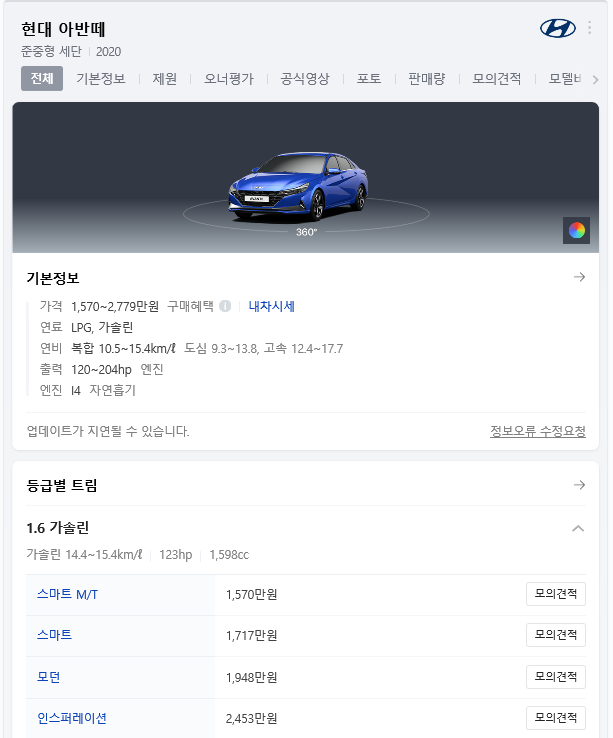 현대 아반떼
준중형 세단 2020
전체 기본정보 제원 오너평가 공식영상 포토 판매량 모의견적 모델비
360°
기본정보
가격 1,570~2,779만원 구매혜택 내차시세
연료 LPG, 가솔린
연비 복합 10.5~15.4km/ℓ 도심 9.3~13.8, 고속 12.4~17.7
출력 120~204hp 엔진
엔진 I4 자연흡기
업데이트가 지연될 수 있습니다. 정보오류 수정요청
등급별 트림
1.6 가솔린
가솔린 14.4~15.4km/ℓ 123hp 1,598cc
스마트 M/T 1,570만원 모의견적
스마트 1,717만원 모의견적
모던 1,948만원 모의견적
인스퍼레이션 2,453만원 모의견적